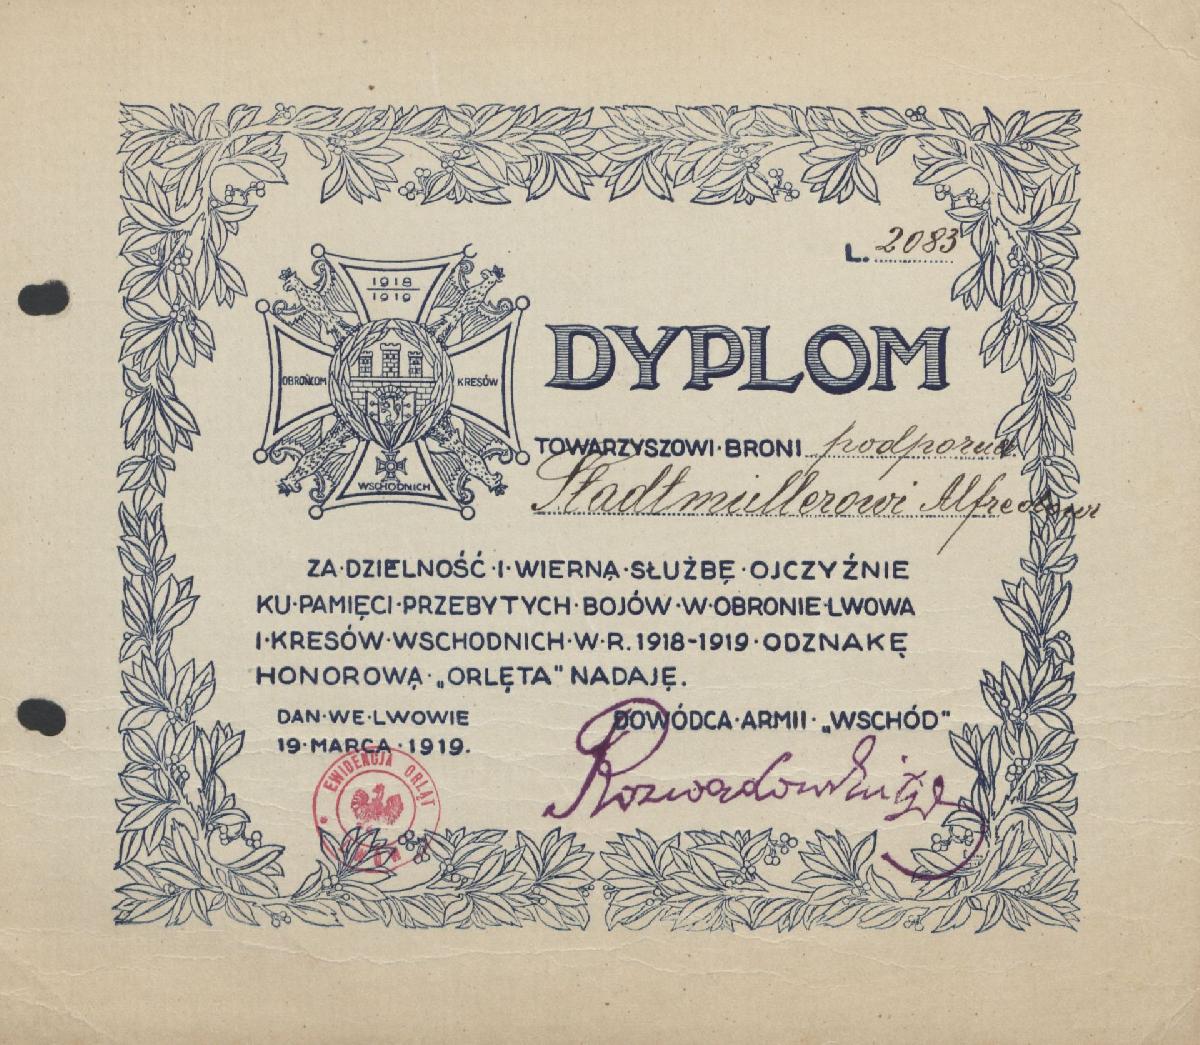 L. 2083
1918
1919
OBROŃCOM KRESÓW
WSCHODNICH
DYPLOM
TOWARZYSZOWI·BRONI podporucz.
Stadtmüllerowi Alfredowi
ZA·DZIELNOŚĆ·I·WIERNĄ·SŁUŻBĘ·OJCZYŹNIE
KU·PAMIĘCI·PRZEBYTYCH·BOJÓW·W·OBRONIE·LWOWA
I·KRESÓW·WSCHODNICH·W·R.1918-1919·ODZNAKĘ
HONOROWĄ·„ORLĘTA" NADAJĘ.
DAN·WE·LWOWIE
19·MARCA·1919.
DOWÓDCA·ARMII·„WSCHÓD"
Rozwadowski
EWIDENCJA ORLĄT
LWÓW